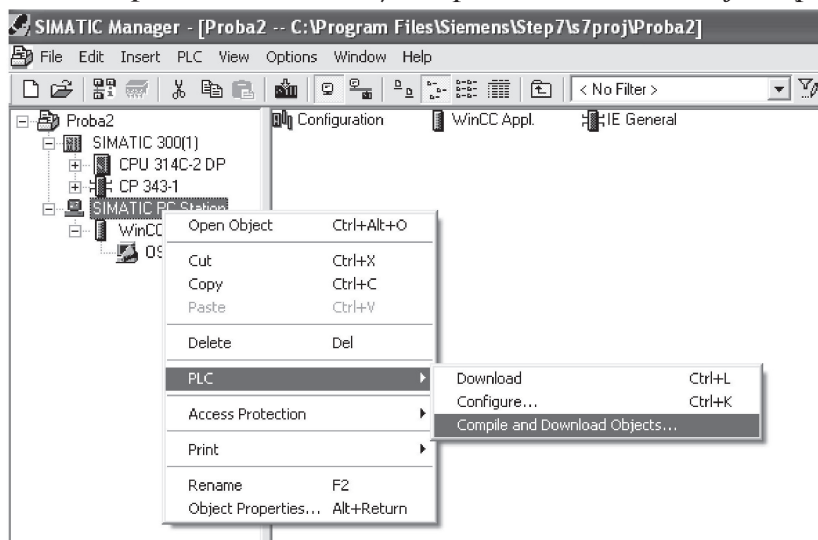 SIMATIC Manager - [Proba2 -- C:\Program Files\Siemens\Step7\s7proj\Proba2]
File Edit Insert PLC View Options Window Help
< No Filter >
Proba2
SIMATIC 300(1)
CPU 314C-2 DP
CP 343-1
SIMATIC PC Station
WinCC
OS
Configuration WinCC Appl. IE General
Open Object Ctrl+Alt+O
Cut Ctrl+X
Copy Ctrl+C
Paste Ctrl+V
Delete Del
PLC
Access Protection
Print
Rename F2
Object Properties... Alt+Return
Download Ctrl+L
Configure... Ctrl+K
Compile and Download Objects...